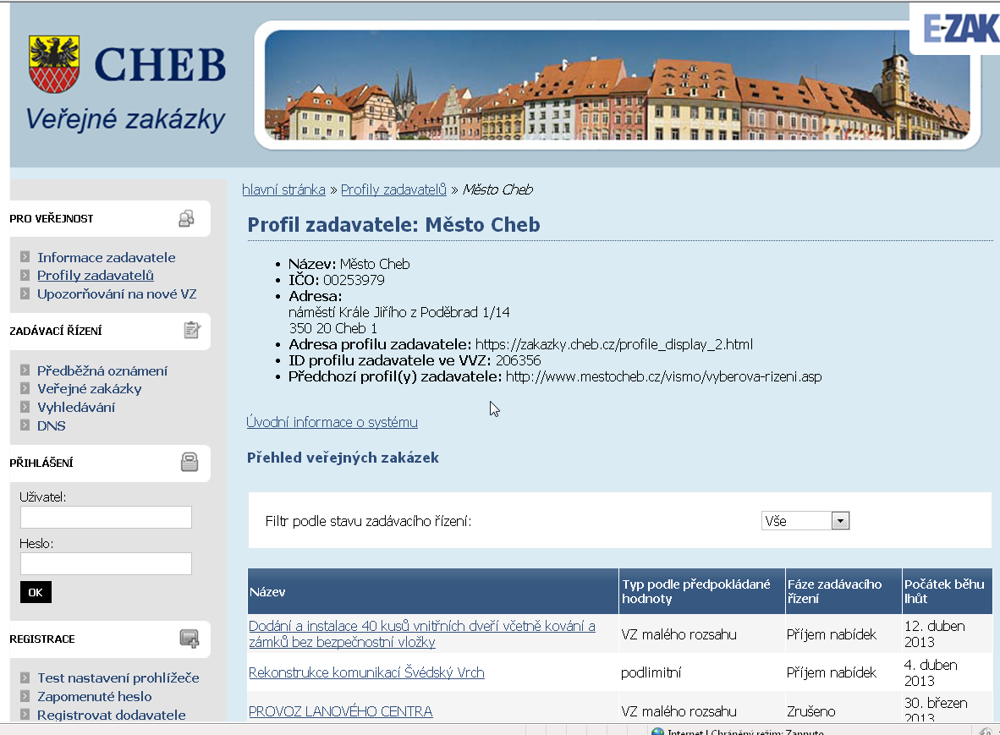 CHEB
Veřejné zakázky
E-ZAK
PRO VEŘEJNOST
Informace zadavatele
Profily zadavatelů
Upozorňování na nové VZ
ZADÁVACÍ ŘÍZENÍ
Předběžná oznámení
Veřejné zakázky
Vyhledávání
DNS
PŘIHLÁŠENÍ
Uživatel:
Heslo:
OK
REGISTRACE
Test nastavení prohlížeče
Zapomenuté heslo
Registrovat dodavatele
hlavní stránka » Profily zadavatelů » Město Cheb
Profil zadavatele: Město Cheb
• Název: Město Cheb
• IČO: 00253979
• Adresa:
náměstí Krále Jiřího z Poděbrad 1/14
350 20 Cheb 1
• Adresa profilu zadavatele: https://zakazky.cheb.cz/profile_display_2.html
• ID profilu zadavatele ve VVZ: 206356
• Předchozí profil(y) zadavatele: http://www.mestocheb.cz/vismo/vyberova-rizeni.asp
Úvodní informace o systému
Přehled veřejných zakázek
Filtr podle stavu zadávacího řízení: Vše
Název
Typ podle předpokládané
hodnoty
Fáze zadávacího
řízení
Počátek běhu
lhůt
Dodání a instalace 40 kusů vnitřních dveří včetně kování a
zámků bez bezpečnostní vložky
VZ malého rozsahu
Příjem nabídek
12. duben
2013
Rekonstrukce komunikací Švédský Vrch
podlimitní
Příjem nabídek
4. duben
2013
PROVOZ LANOVÉHO CENTRA
VZ malého rozsahu
Zrušeno
30. březen
2013
Internet | Chráněný režim: Zapnuto